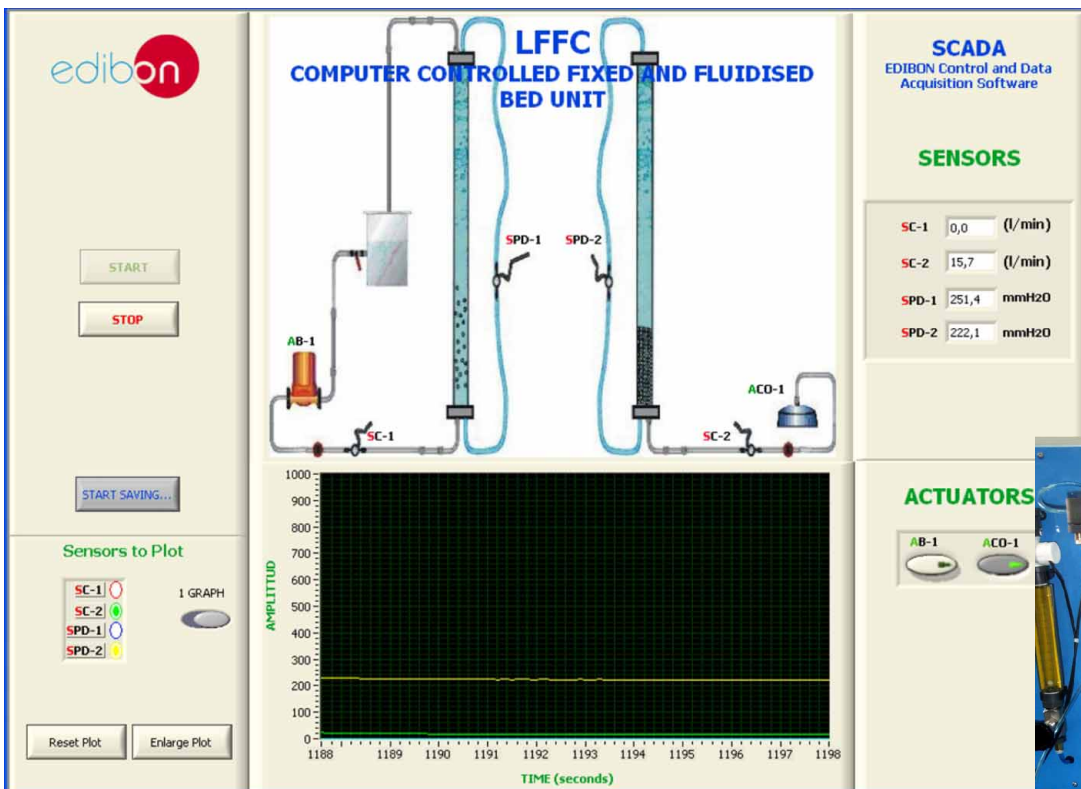 edibon
START
STOP
START SAVING...
Sensors to Plot
SC-1
SC-2
SPD-1
SPD-2
1 GRAPH
Reset Plot
Enlarge Plot
LFFC
COMPUTER CONTROLLED FIXED AND FLUIDISED
BED UNIT
SPD-1
SPD-2
AB-1
ACO-1
SC-1
SC-2
AMPLITTUD
1000
900
800
700
600
500
400
300
200
100
0
1188 1189 1190 1191 1192 1193 1194 1195 1196 1197 1198
TIME (seconds)
SCADA
EDIBON Control and Data
Acquisition Software
SENSORS
SC-1 0,0 (l/min)
SC-2 15,7 (l/min)
SPD-1 251,4 mmH2O
SPD-2 222,1 mmH2O
ACTUATORS
AB-1 ACO-1